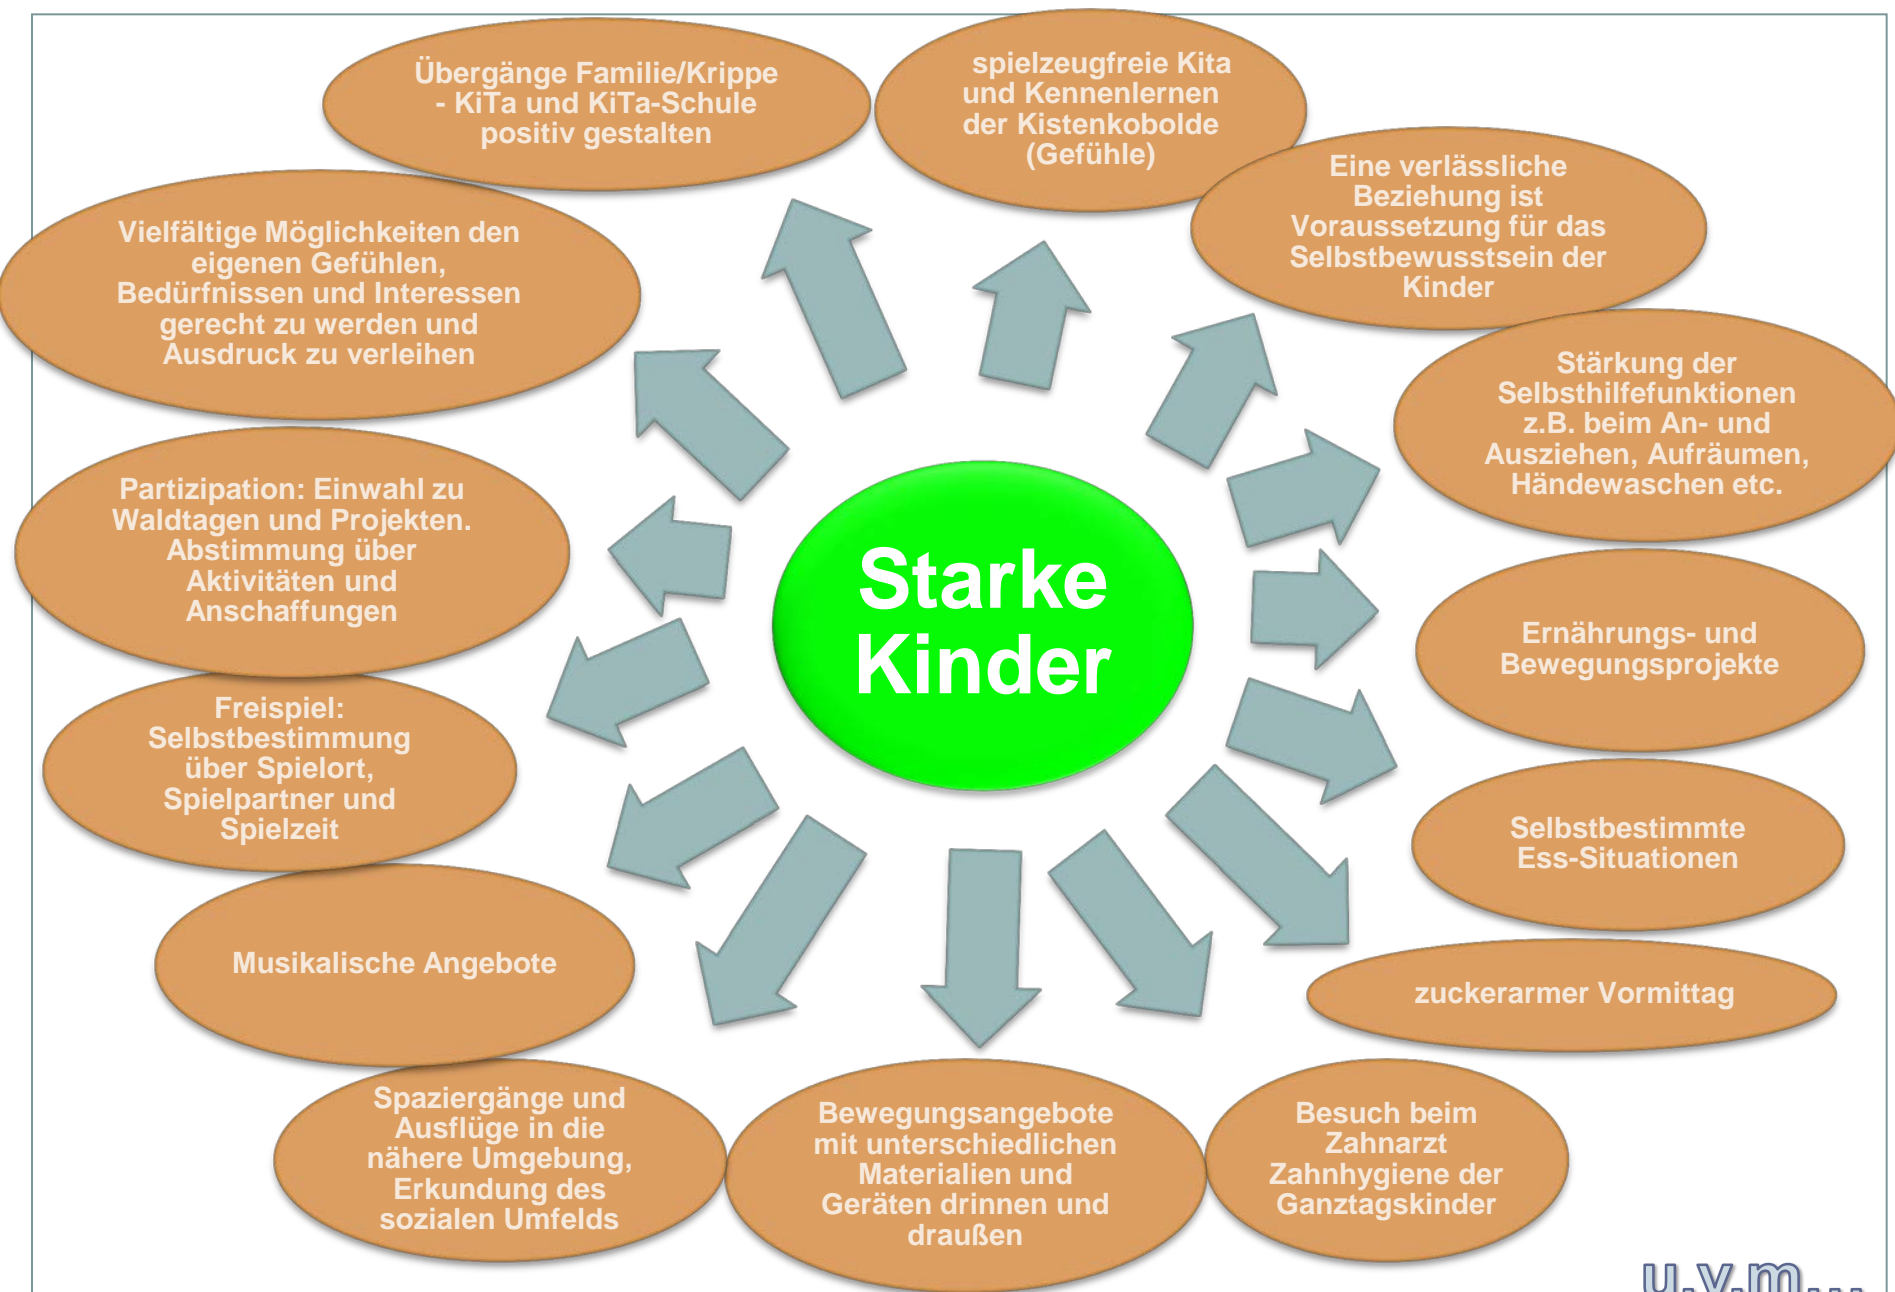 Übergänge Familie/Krippe
- KiTa und KiTa-Schule
positiv gestalten
spielzeugfreie Kita
und Kennenlernen
der Kistenkobolde
(Gefühle)
Eine verlässliche
Beziehung ist
Voraussetzung für das
Selbstbewusstsein der
Kinder
Vielfältige Möglichkeiten den
eigenen Gefühlen,
Bedürfnissen und Interessen
gerecht zu werden und
Ausdruck zu verleihen
Stärkung der
Selbsthilfefunktionen
z.B. beim An- und
Ausziehen, Aufräumen,
Händewaschen etc.
Partizipation: Einwahl zu
Waldtagen und Projekten.
Abstimmung über
Aktivitäten und
Anschaffungen
Starke
Kinder
Ernährungs- und
Bewegungsprojekte
Freispiel:
Selbstbestimmung
über Spielort,
Spielpartner und
Spielzeit
Selbstbestimmte
Ess-Situationen
Musikalische Angebote
zuckerarmer Vormittag
Spaziergänge und
Ausflüge in die
nähere Umgebung,
Erkundung des
sozialen Umfelds
Bewegungsangebote
mit unterschiedlichen
Materialien und
Geräten drinnen und
draußen
Besuch beim
Zahnarzt
Zahnhygiene der
Ganztagskinder
u.v.m...